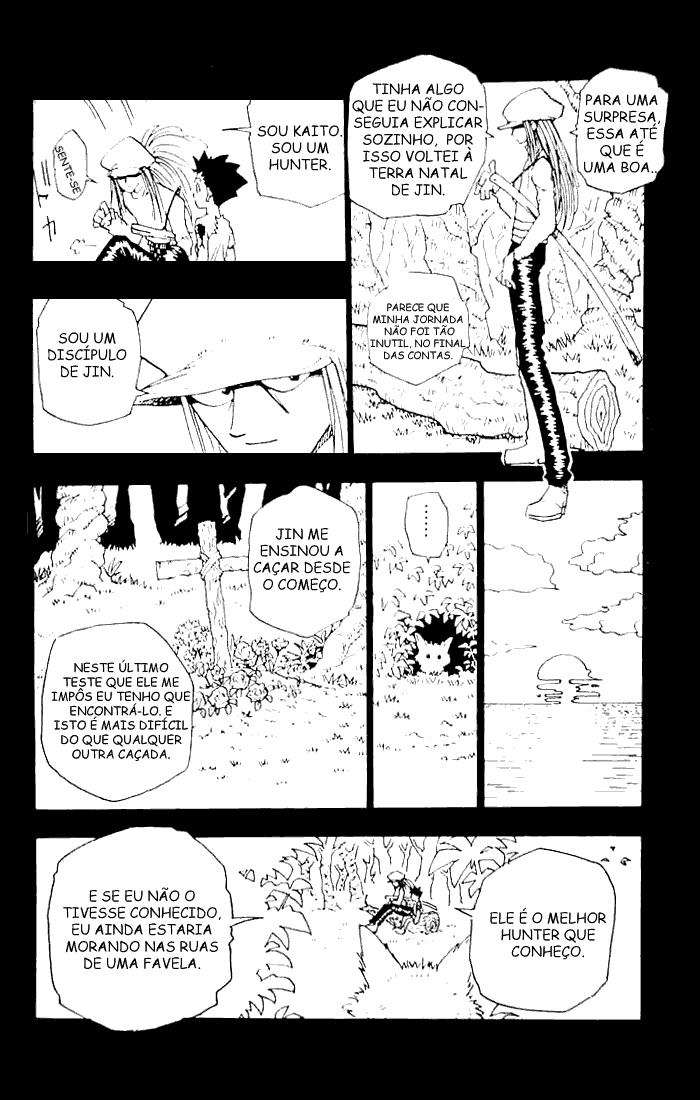 PARA UMA
SURPRESA,
ESSA ATÉ
QUE É
UMA BOA..
TINHA ALGO
QUE EU NÃO CON-
SEGUIA EXPLICAR
SOZINHO, POR
ISSO VOLTEI À
TERRA NATAL
DE JIN.
PARECE QUE
MINHA JORNADA
NÃO FOI TÃO
INUTIL, NO FINAL
DAS CONTAS.
SOU KAITO.
SOU UM
HUNTER.
SENTE-SE
SOU UM
DISCÍPULO
DE JIN.
......
JIN ME
ENSINOU A
CAÇAR DESDE
O COMEÇO.
NESTE ÚLTIMO
TESTE QUE ELE ME
IMPÔS EU TENHO QUE
ENCONTRÁ-LO. E
ISTO É MAIS DIFÍCIL
DO QUE QUALQUER
OUTRA CAÇADA.
ELE É O MELHOR
HUNTER QUE
CONHEÇO.
E SE EU NÃO O
TIVESSE CONHECIDO,
EU AINDA ESTARIA
MORANDO NAS RUAS
DE UMA FAVELA.